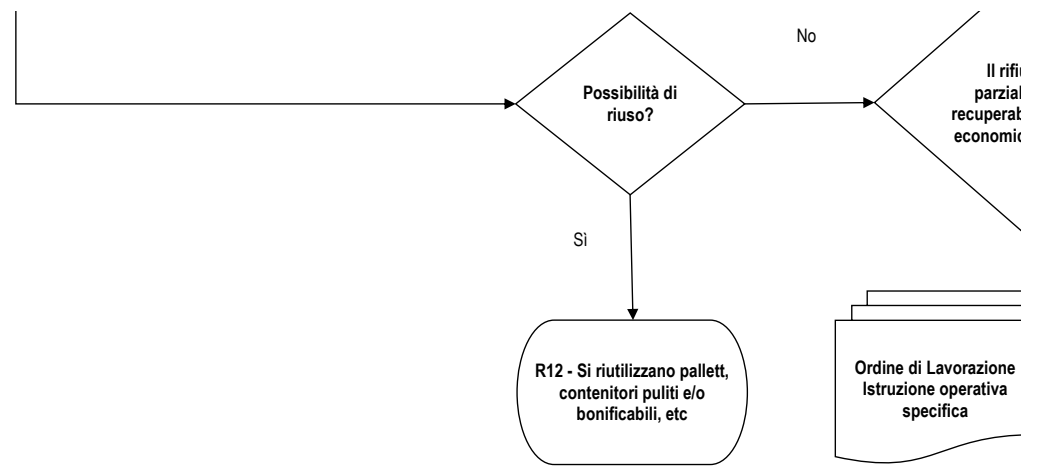 No
Possibilità di
riuso?
Il
Sì
R12 - Si riutilizzano pallett,
contenitori puliti e/o
bonificabili, etc
Ordine di Lavorazione
Istruzione operativa
specifica